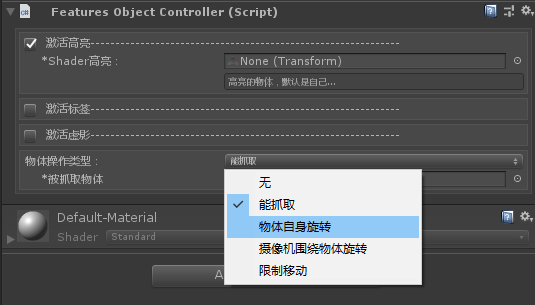 Features Object Controller (Script)
激活高亮--------------------------------------------------------
*Shader高亮： None (Transform)
高亮的物体，默认是自己...
激活标签--------------------------------------------------------
激活虚影--------------------------------------------------------
物体操作类型： 能抓取
*被抓取物体
无
能抓取
物体自身旋转
摄像机围绕物体旋转
限制移动
Default-Material
Shader Standard
A